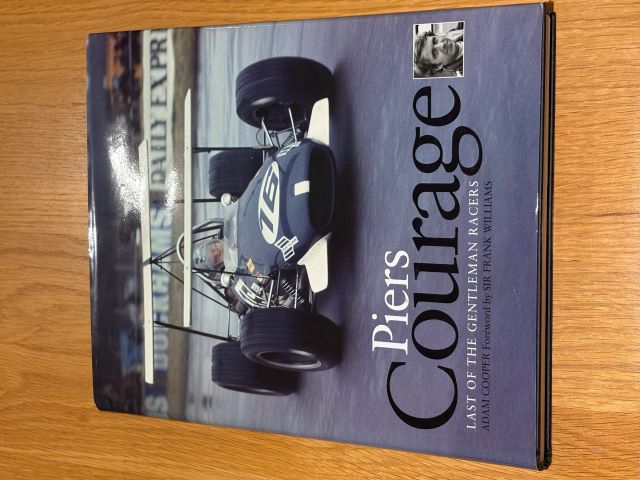 DAILY EXPR
16
Piers
Courage
LAST OF THE GENTLEMAN RACERS
ADAM COOPER Foreword by SIR FRANK WILLIAMS